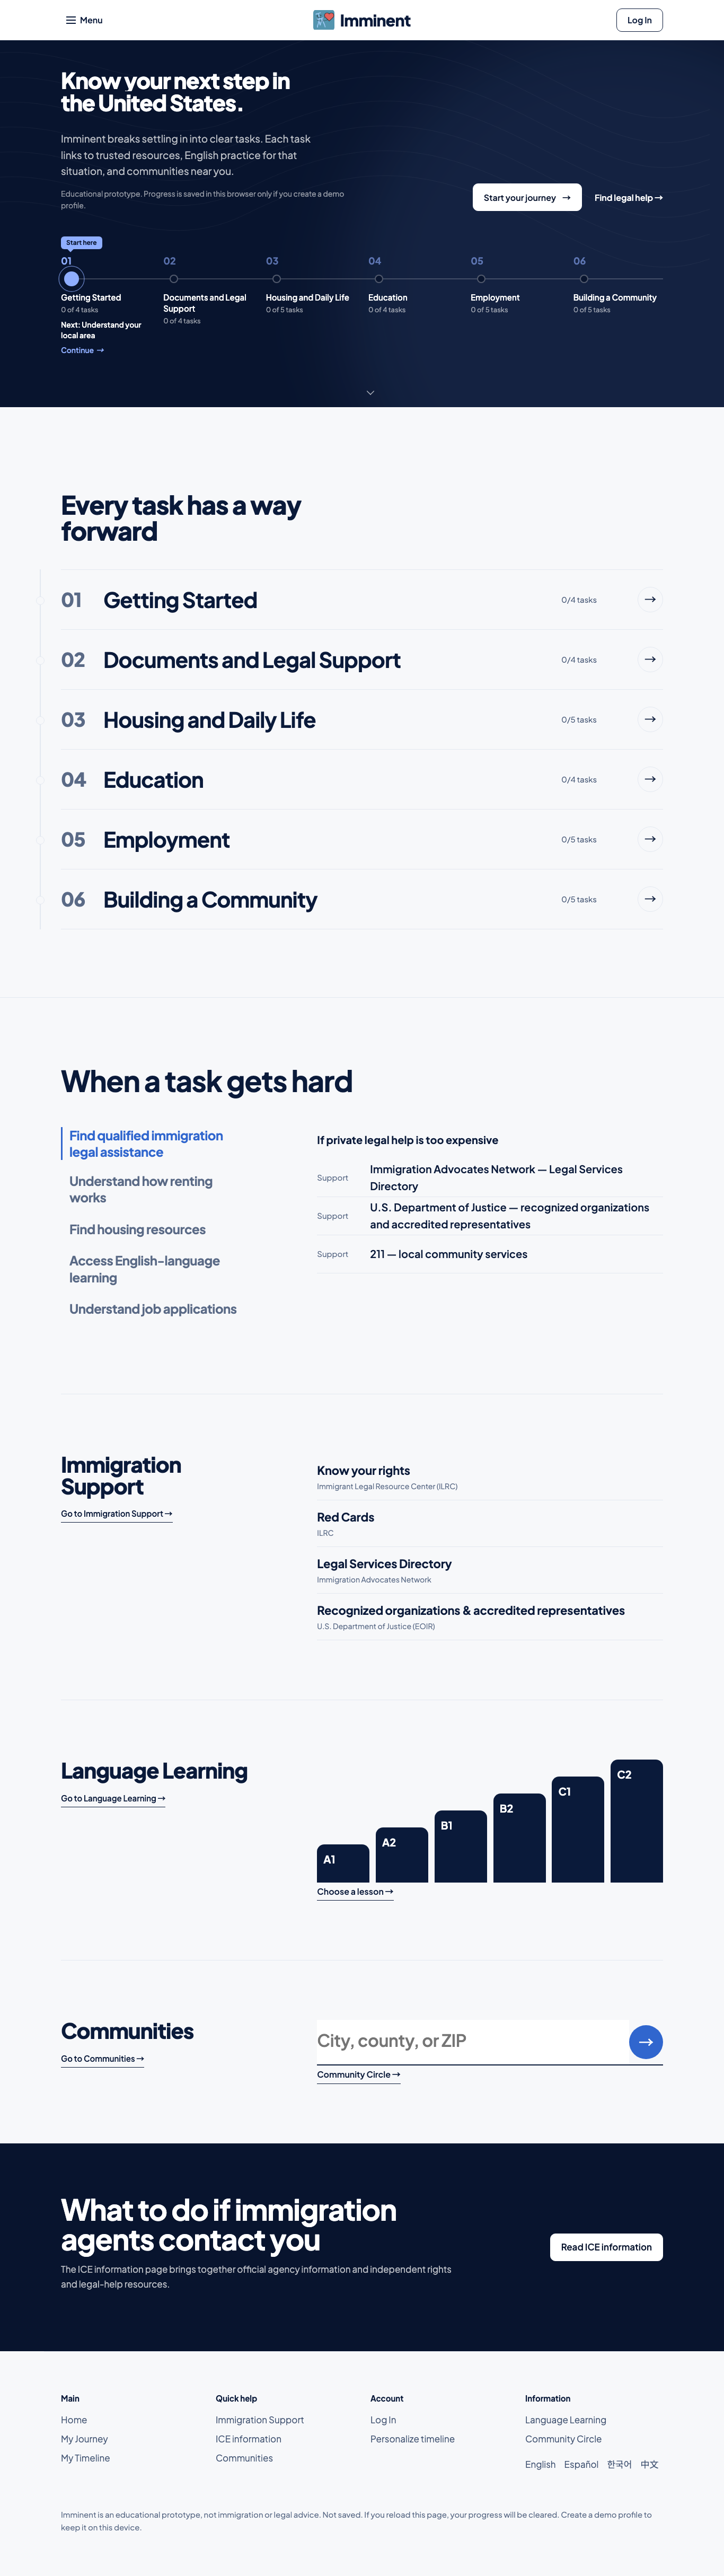 Menu
Imminent
Log In
Know your next step in
the United States.
Imminent breaks settling in into clear tasks. Each task
links to trusted resources, English practice for that
situation, and communities near you.
Educational prototype. Progress is saved in this browser only if you create a demo
profile.
Start your journey →
Find legal help →
Start here
01
Getting Started
0 of 4 tasks
Next: Understand your
local area
Continue →
02
Documents and Legal
Support
0 of 4 tasks
03
Housing and Daily Life
0 of 5 tasks
04
Education
0 of 4 tasks
05
Employment
0 of 5 tasks
06
Building a Community
0 of 5 tasks
Every task has a way
forward
01 Getting Started 0/4 tasks →
02 Documents and Legal Support 0/4 tasks →
03 Housing and Daily Life 0/5 tasks →
04 Education 0/4 tasks →
05 Employment 0/5 tasks →
06 Building a Community 0/5 tasks →
When a task gets hard
Find qualified immigration
legal assistance
Understand how renting
works
Find housing resources
Access English-language
learning
Understand job applications
If private legal help is too expensive
Support
Immigration Advocates Network — Legal Services
Directory
Support
U.S. Department of Justice — recognized organizations
and accredited representatives
Support
211 — local community services
Immigration
Support
Go to Immigration Support →
Know your rights
Immigrant Legal Resource Center (ILRC)
Red Cards
ILRC
Legal Services Directory
Immigration Advocates Network
Recognized organizations & accredited representatives
U.S. Department of Justice (EOIR)
Language Learning
Go to Language Learning →
A1
A2
B1
B2
C1
C2
Choose a lesson →
Communities
Go to Communities →
City, county, or ZIP
→
Community Circle →
What to do if immigration
agents contact you
The ICE information page brings together official agency information and independent rights
and legal-help resources.
Read ICE information
Main
Home
My Journey
My Timeline
Quick help
Immigration Support
ICE information
Communities
Account
Log In
Personalize timeline
Information
Language Learning
Community Circle
English Español 한국어 中文
Imminent is an educational prototype, not immigration or legal advice. Not saved. If you reload this page, your progress will be cleared. Create a demo profile to
keep it on this device.